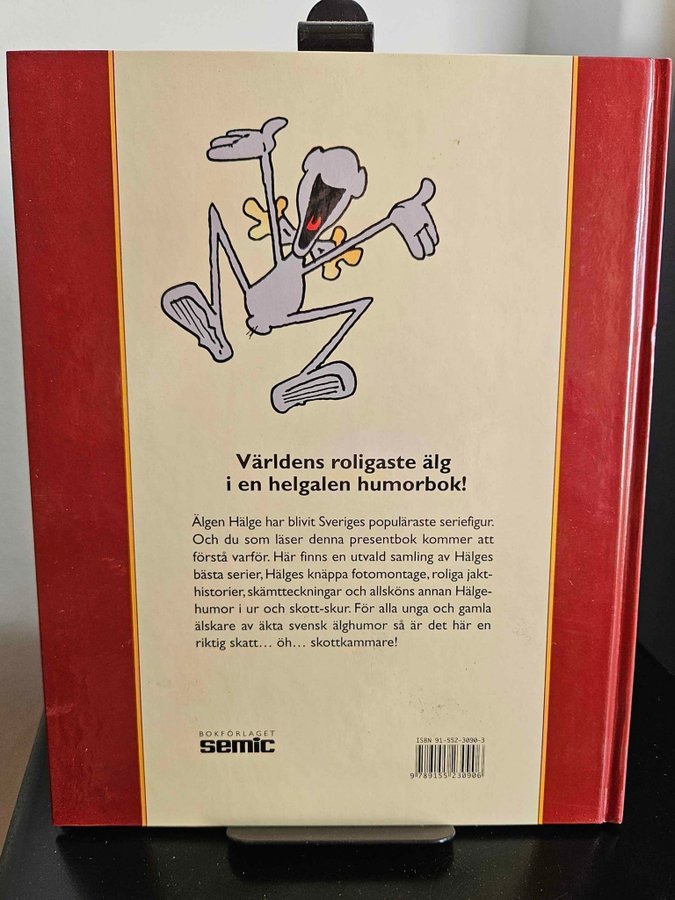 Världens roligaste älg
i en helgalen humorbok!
Älgen Hälge har blivit Sveriges populäraste seriefigur.
Och du som läser denna presentbok kommer att
förstå varför. Här finns en utvald samling av Hälges
bästa serier, Hälges knäppa fotomontage, roliga jakt-
historier, skämtteckningar och allsköns annan Hälge-
humor i ur och skott-skur. För alla unga och gamla
älskare av äkta svensk älghumor så är det här en
riktig skatt… öh… skottkammare!
BOKFÖRLAGET
semic
ISBN 91-552-3090-3
9 789155 230906